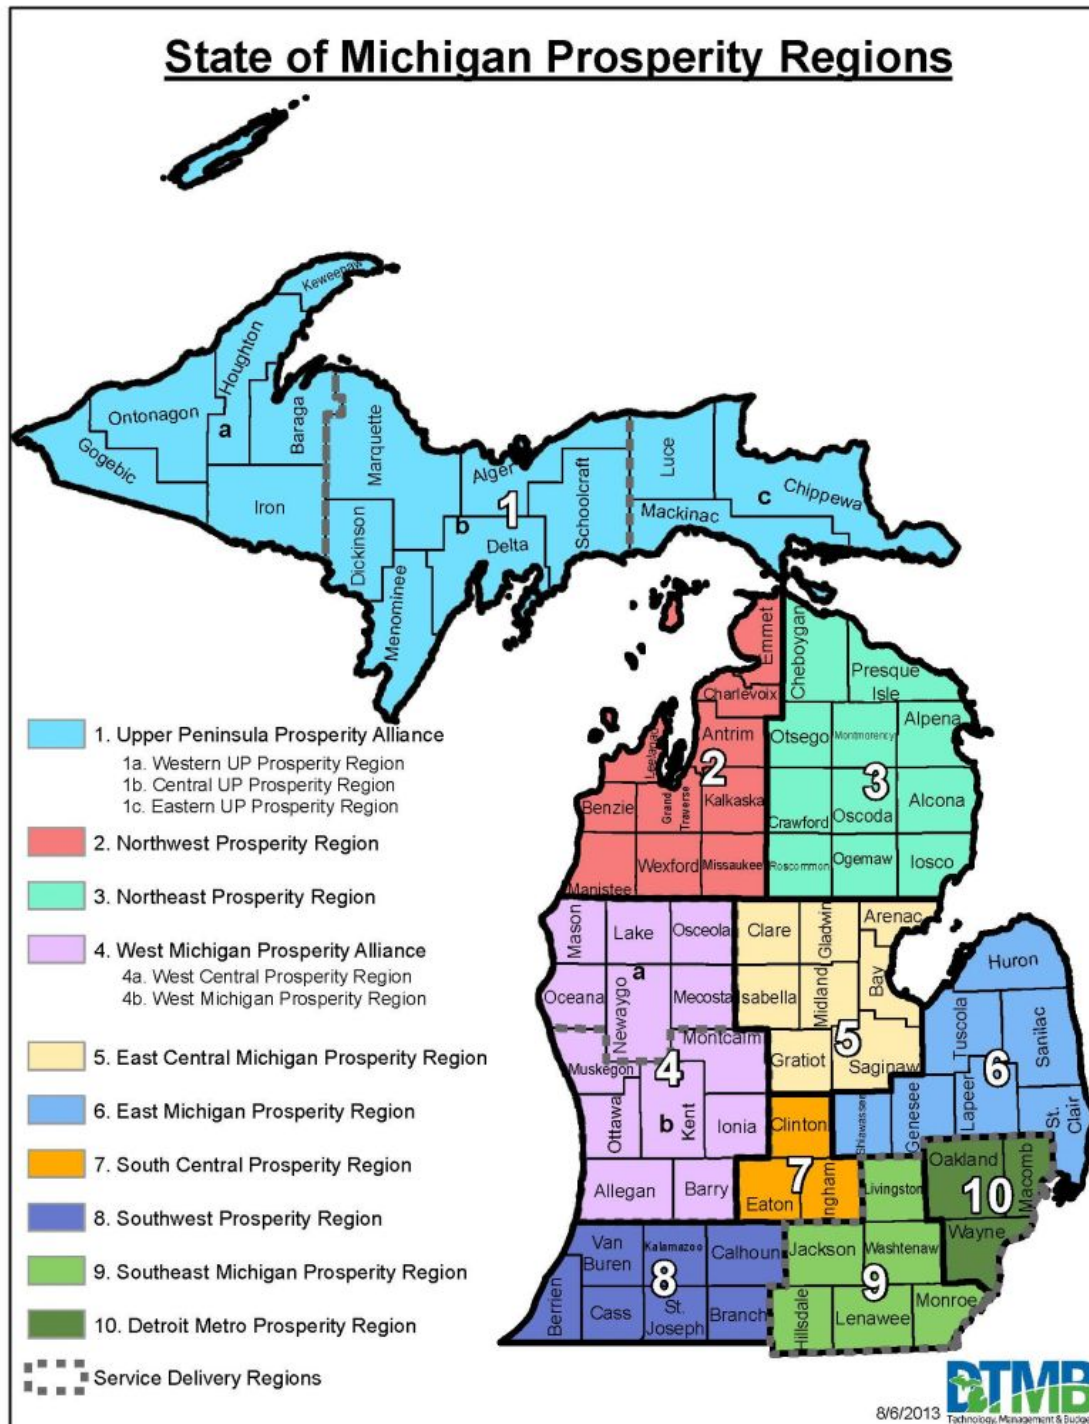 State of Michigan Prosperity Regions
Keweenaw
Houghton
Ontonagon
a
Baraga
Gogebic
Iron
Marquette
Alger
1
b
Schoolcraft
Luce
c
Chippewa
Mackinac
Delta
Dickinson
Menominee
Emmet
Cheboygan
Presque
Isle
Charlevoix
Antrim
Otsego
Montmorency
Alpena
Leelanau
2
3
Benzie
Grand
Traverse
Kalkaska
Crawford
Oscoda
Alcona
Manistee
Wexford
Missaukee
Roscommon
Ogemaw
Iosco
Mason
Lake
Osceola
Clare
Gladwin
Arenac
a
Oceana
Newaygo
Mecosta
Isabella
Midland
Bay
Huron
Muskegon
4
Montcalm
Gratiot
5
Saginaw
Tuscola
Sanilac
6
Ottawa
b
Kent
Ionia
Clinton
Shiawassee
Genesee
Lapeer
St.
Clair
Allegan
Barry
Eaton
7
Ingham
Livingston
Oakland
Macomb
10
Wayne
Van
Buren
Kalamazoo
Calhoun
Jackson
Washtenaw
8
9
Berrien
Cass
St.
Joseph
Branch
Hillsdale
Lenawee
Monroe
1. Upper Peninsula Prosperity Alliance
1a. Western UP Prosperity Region
1b. Central UP Prosperity Region
1c. Eastern UP Prosperity Region
2. Northwest Prosperity Region
3. Northeast Prosperity Region
4. West Michigan Prosperity Alliance
4a. West Central Prosperity Region
4b. West Michigan Prosperity Region
5. East Central Michigan Prosperity Region
6. East Michigan Prosperity Region
7. South Central Prosperity Region
8. Southwest Prosperity Region
9. Southeast Michigan Prosperity Region
10. Detroit Metro Prosperity Region
Service Delivery Regions
8/6/2013
DTMB
Technology, Management & Budge